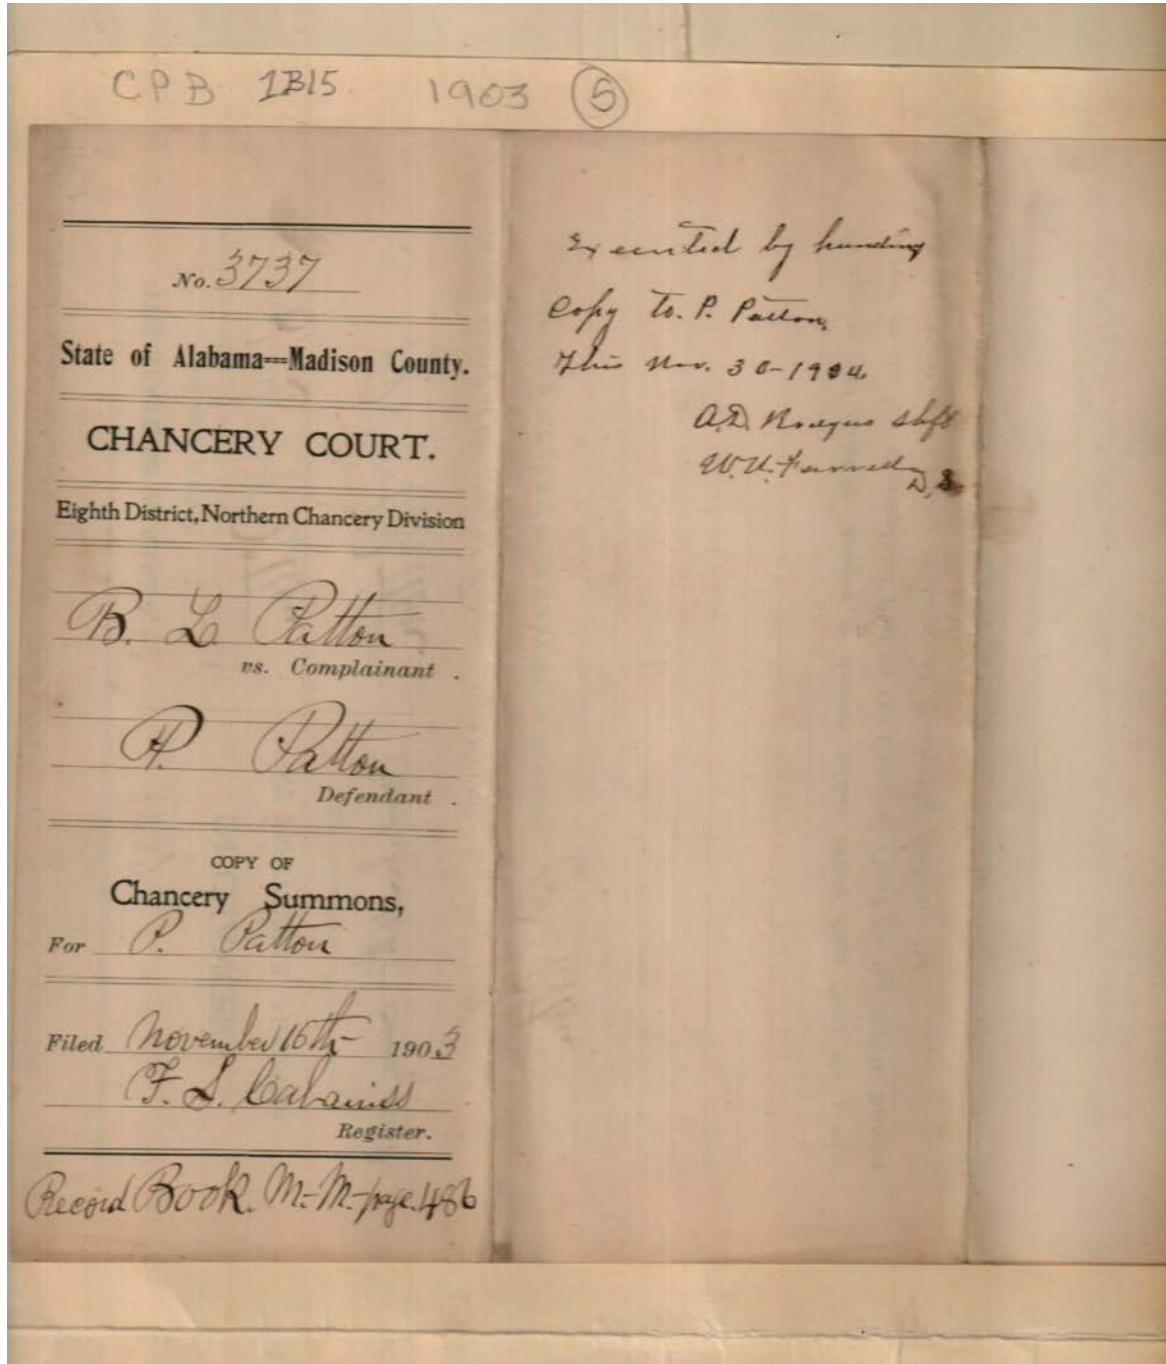 CPB 1B15 1903 5
No. 3737
State of Alabama---Madison County.
CHANCERY COURT.
Eighth District, Northern Chancery Division
B. L Patton
vs. Complainant .
P. Patton
Defendant .
COPY OF
Chancery Summons,
For P. Patton
Filed November 16th 1903
F. S. Cabaniss
Register.
Record Book. M.-M.-page. 486
Executed by handing
Copy to. P. Patton,
This Nov. 30-1904
A.D. Rodgers Shff
W.U. D.S.